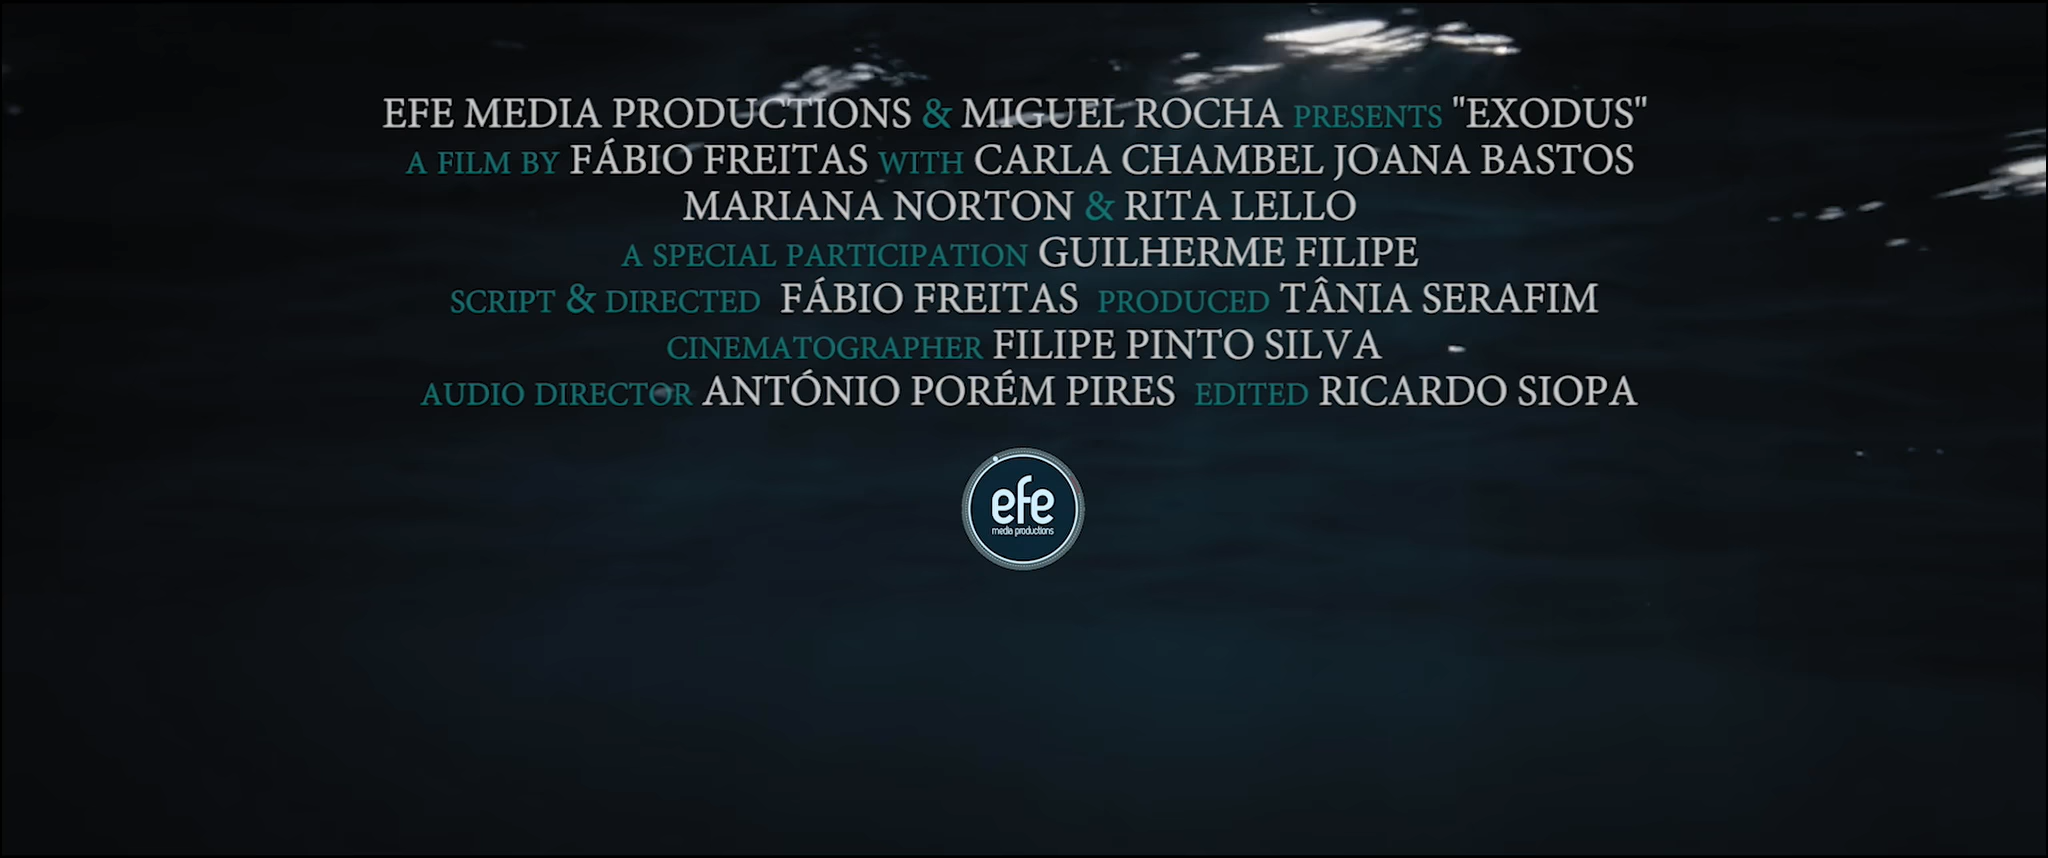 EFE MEDIA PRODUCTIONS & MIGUEL ROCHA PRESENTS "EXODUS"
A FILM BY FÁBIO FREITAS WITH CARLA CHAMBEL JOANA BASTOS
MARIANA NORTON & RITA LELLO
A SPECIAL PARTICIPATION GUILHERME FILIPE
SCRIPT & DIRECTED FÁBIO FREITAS PRODUCED TÂNIA SERAFIM
CINEMATOGRAPHER FILIPE PINTO SILVA
AUDIO DIRECTOR ANTÓNIO PORÉM PIRES EDITED RICARDO SIOPA
efe
media productions